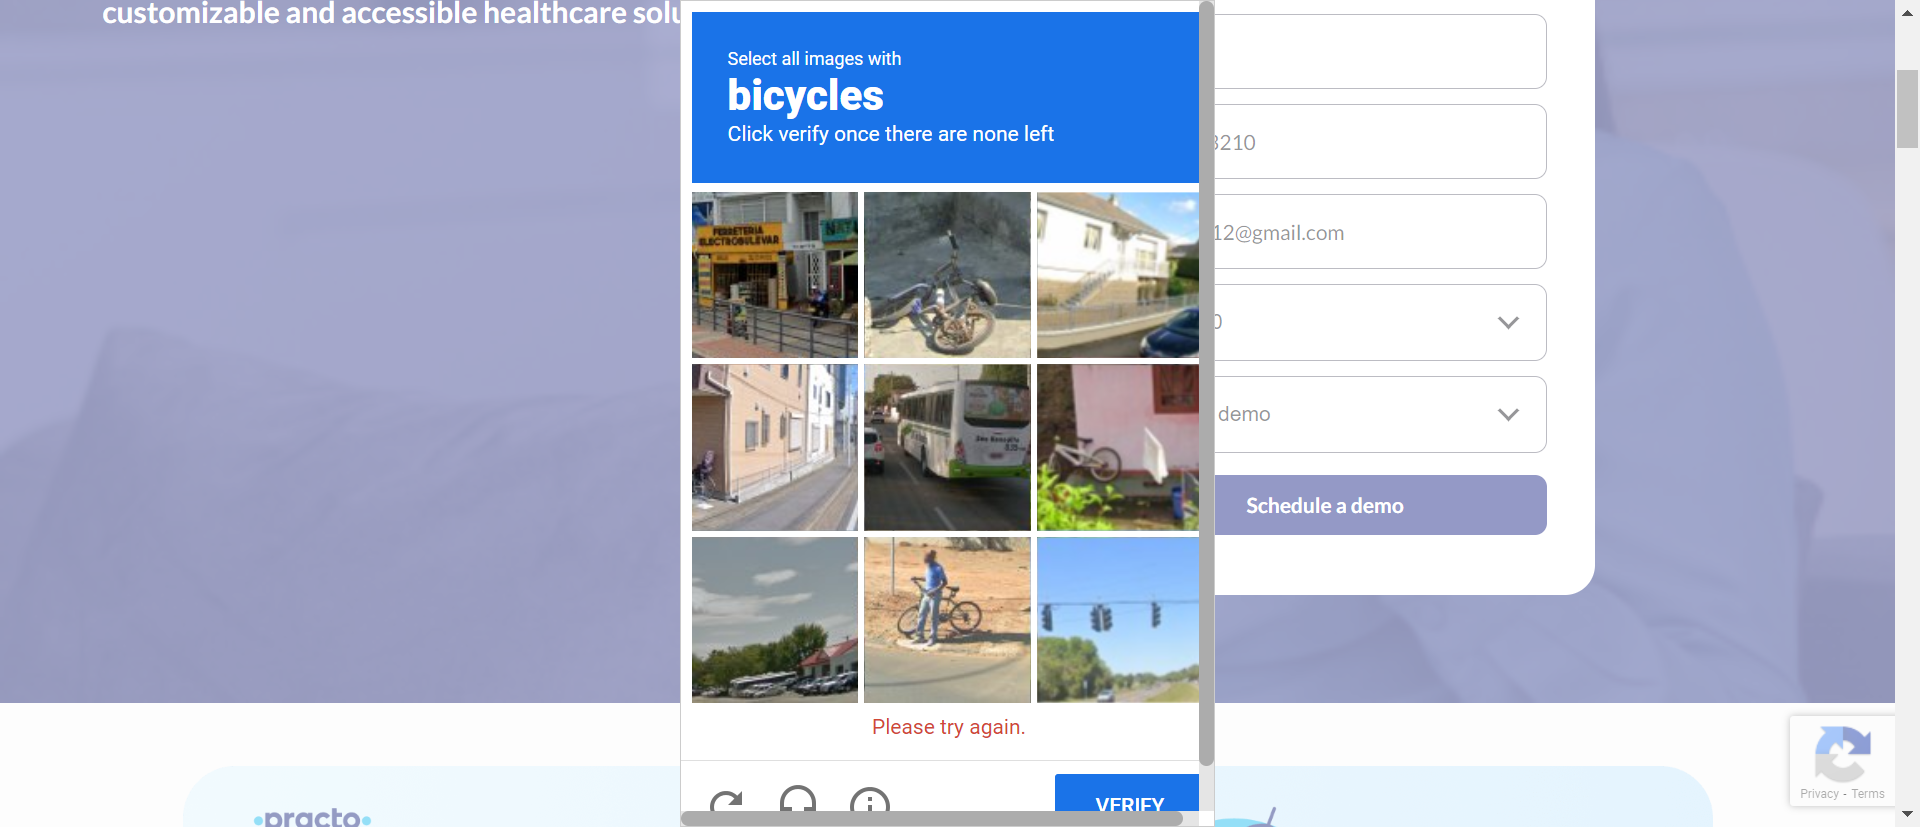 customizable and accessible healthcare solu
Select all images with
bicycles
Click verify once there are none left
FERRETERIA
ELECTROBULEVAR
NAT
Please try again.
VERIFY
3210
12@gmail.com
0
demo
Schedule a demo
Privacy - Terms
practo